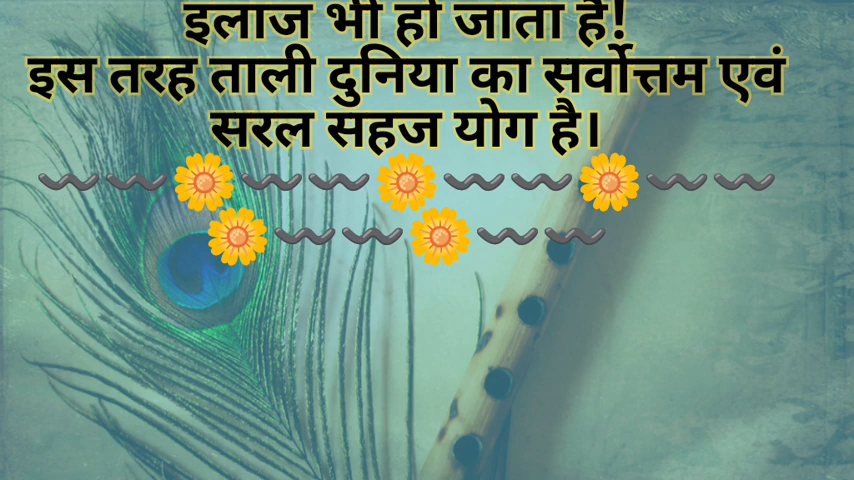 इलाज भी हो जाता है!
इस तरह ताली दुनिया का सर्वोत्तम एवं
सरल सहज योग है।
〰️〰️🌼〰️〰️🌼〰️〰️🌼〰️〰️
🌼〰️〰️🌼〰️〰️